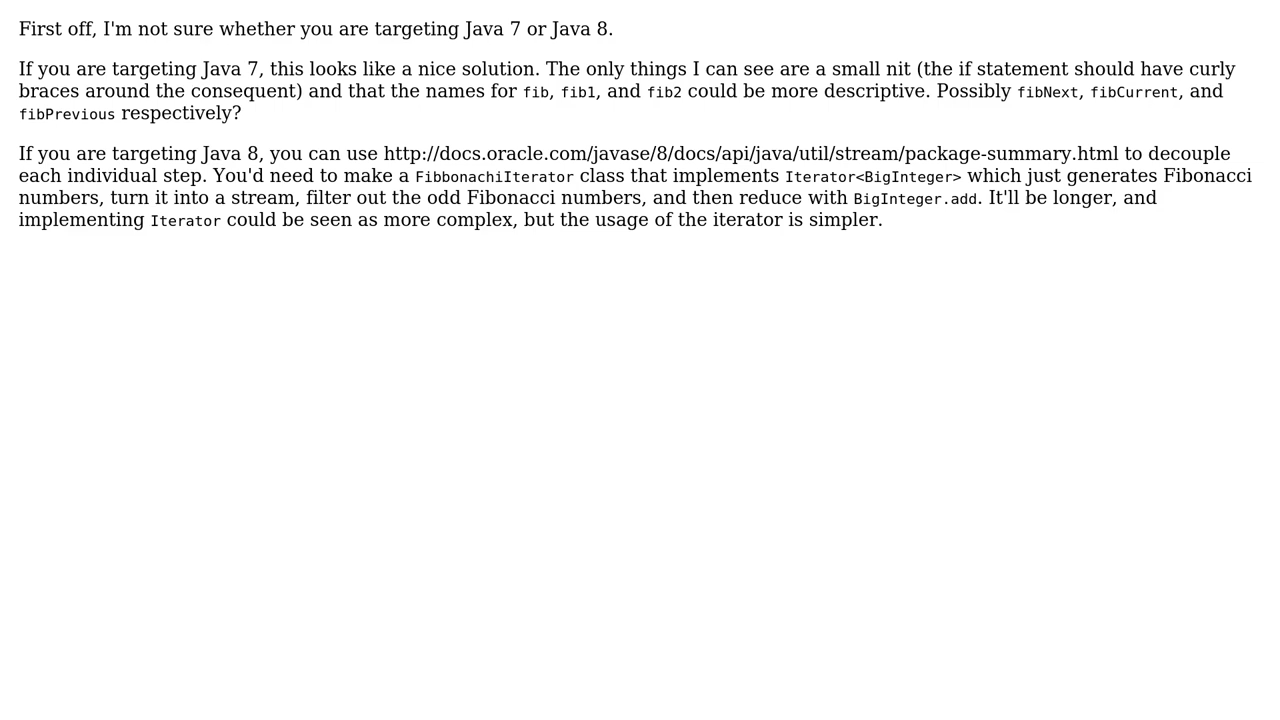 First off, I'm not sure whether you are targeting Java 7 or Java 8.
If you are targeting Java 7, this looks like a nice solution. The only things I can see are a small nit (the if statement should have curly
braces around the consequent) and that the names for fib, fib1, and fib2 could be more descriptive. Possibly fibNext, fibCurrent, and
fibPrevious respectively?
If you are targeting Java 8, you can use http://docs.oracle.com/javase/8/docs/api/java/util/stream/package-summary.html to decouple
each individual step. You'd need to make a FibbonachiIterator class that implements Iterator<BigInteger> which just generates Fibonacci
numbers, turn it into a stream, filter out the odd Fibonacci numbers, and then reduce with BigInteger.add. It'll be longer, and
implementing Iterator could be seen as more complex, but the usage of the iterator is simpler.